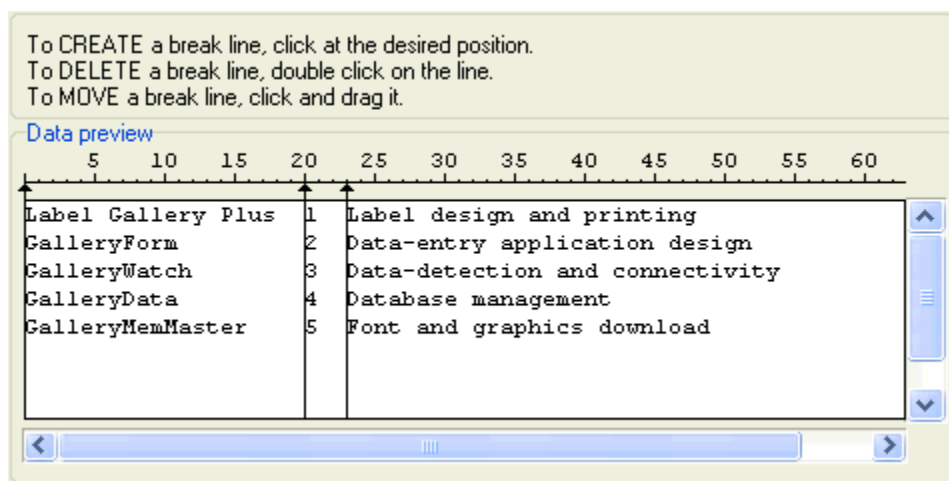 To CREATE a break line, click at the desired position.
To DELETE a break line, double click on the line.
To MOVE a break line, click and drag it.
Data preview
5 10 15 20 25 30 35 40 45 50 55 60
Label Gallery Plus 1 Label design and printing
GalleryForm 2 Data-entry application design
GalleryWatch 3 Data-detection and connectivity
GalleryData 4 Database management
GalleryMemMaster 5 Font and graphics download